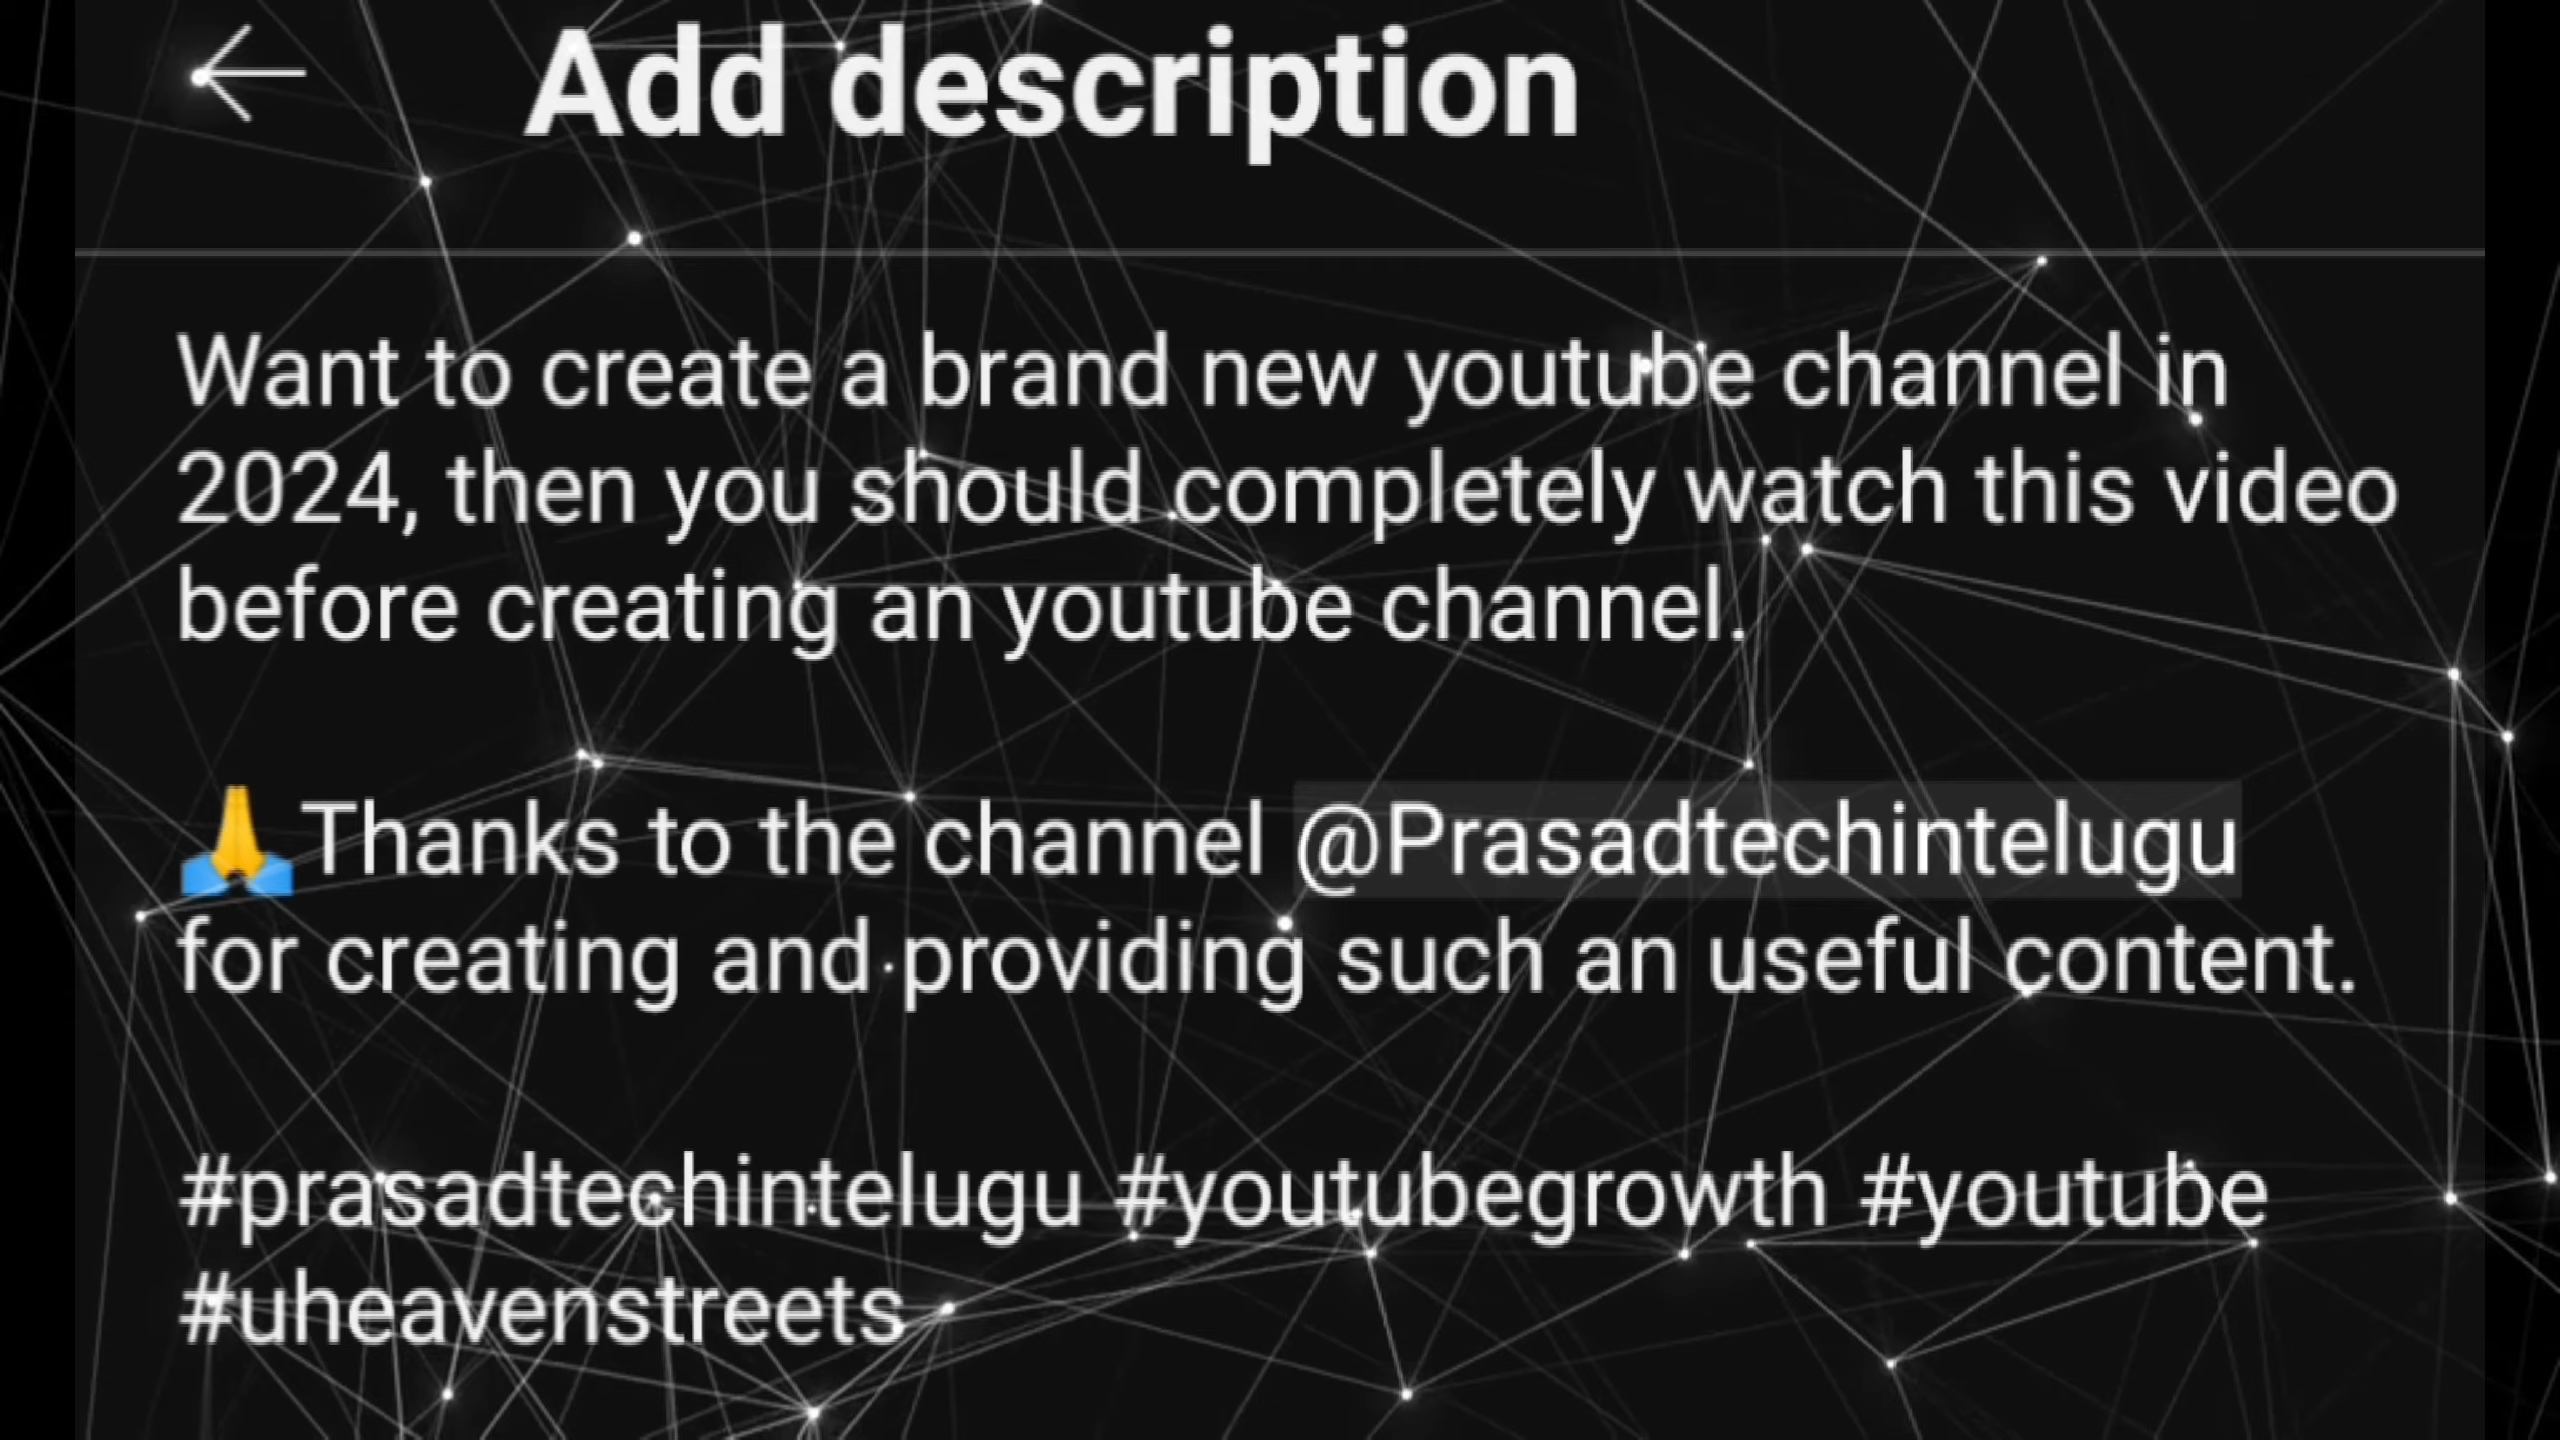 Add description
Want to create a brand new youtube channel in
2024, then you should completely watch this video
before creating an youtube channel.
🙏Thanks to the channel @Prasadtechintelugu
for creating and providing such an useful content.
#prasadtechintelugu #youtubegrowth #youtube
#uheavenstreets